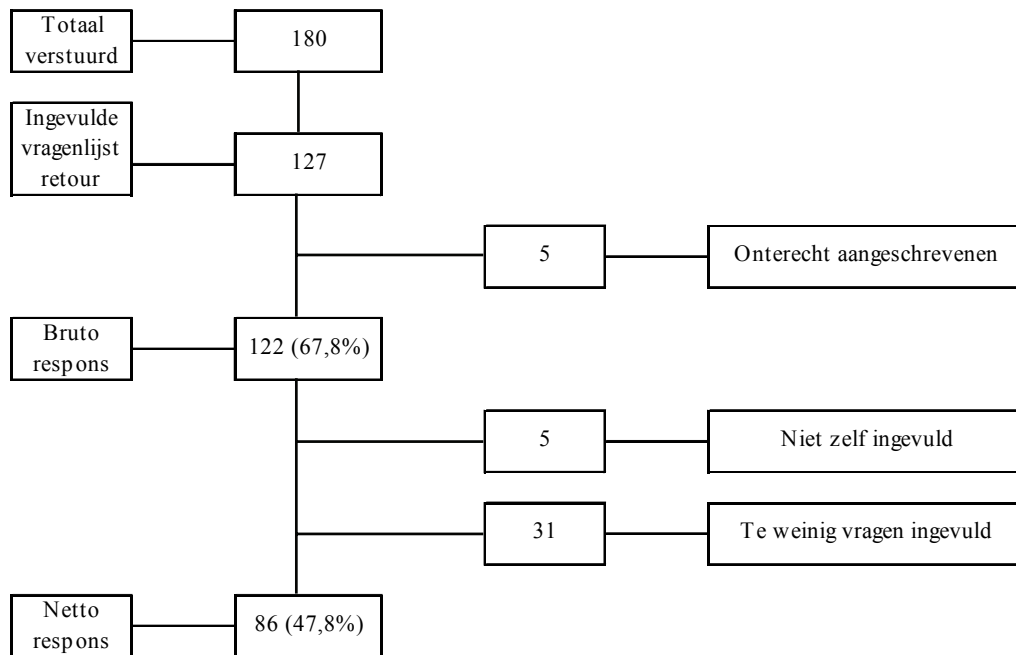 Totaal
verstuurd
180
Ingevulde
vragenlijst
retour
127
5
Onterecht aangeschrevenen
Bruto
respons
122 (67,8%)
5
Niet zelf ingevuld
31
Te weinig vragen ingevuld
Netto
respons
86 (47,8%)